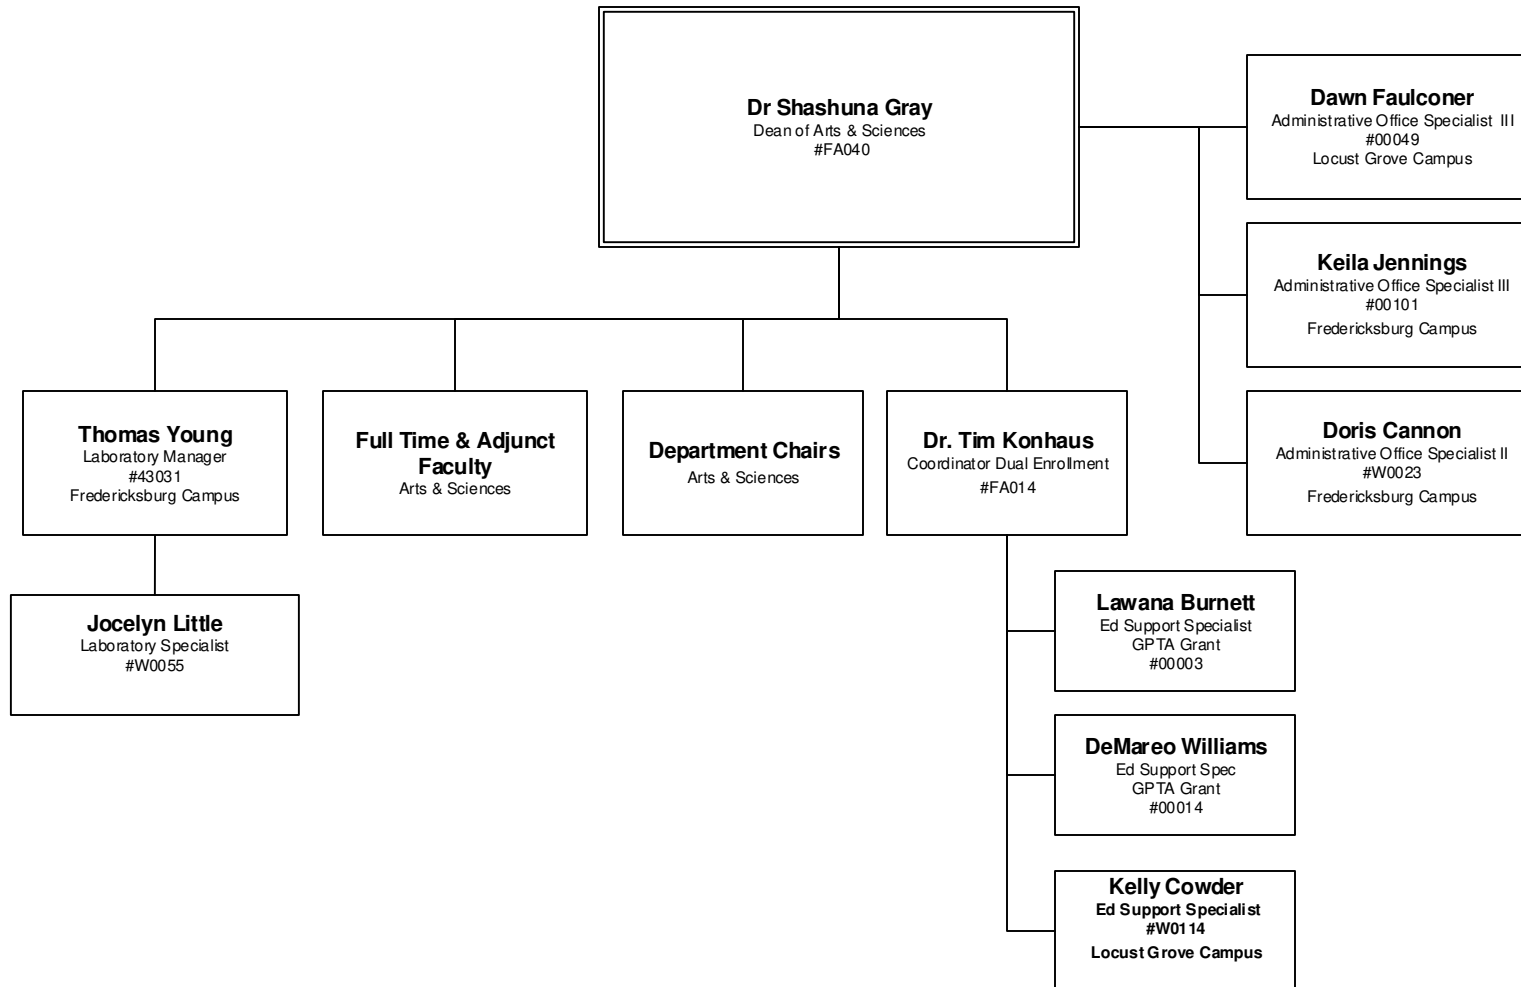 Dr Shashuna Gray
Dean of Arts & Sciences
#FA040
Dawn Faulconer
Administrative Office Specialist III
#00049
Locust Grove Campus
Keila Jennings
Administrative Office Specialist III
#00101
Fredericksburg Campus
Doris Cannon
Administrative Office Specialist II
#W0023
Fredericksburg Campus
Thomas Young
Laboratory Manager
#43031
Fredericksburg Campus
Full Time & Adjunct
Faculty
Arts & Sciences
Department Chairs
Arts & Sciences
Dr. Tim Konhaus
Coordinator Dual Enrollment
#FA014
Jocelyn Little
Laboratory Specialist
#W0055
Lawana Burnett
Ed Support Specialist
GPTA Grant
#00003
DeMareo Williams
Ed Support Spec
GPTA Grant
#00014
Kelly Cowder
Ed Support Specialist
#W0114
Locust Grove Campus